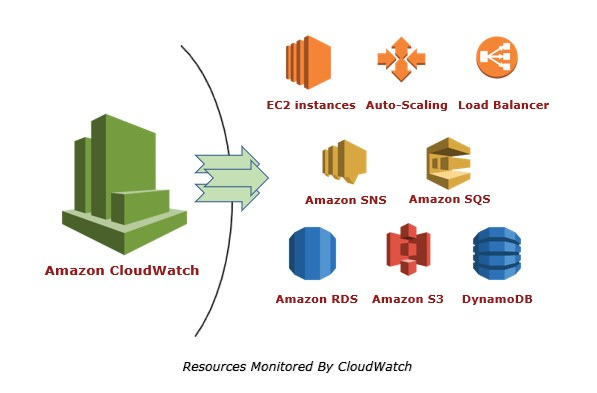 EC2 instances
Auto-Scaling
Load Balancer
Amazon SNS
Amazon SQS
Amazon CloudWatch
Amazon RDS
Amazon S3
DynamoDB
Resources Monitored By CloudWatch